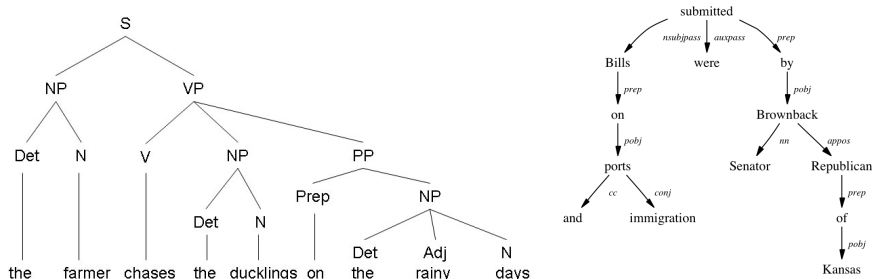 S
NP VP
Det N V NP PP
Det N Prep NP
Det Adj N
the farmer chases the ducklings on the rainy days
submitted
nsubjpass auxpass prep
Bills were by
prep pobj
on Brownback
pobj nn appos
ports Senator Republican
cc conj prep
and immigration of
pobj
Kansas